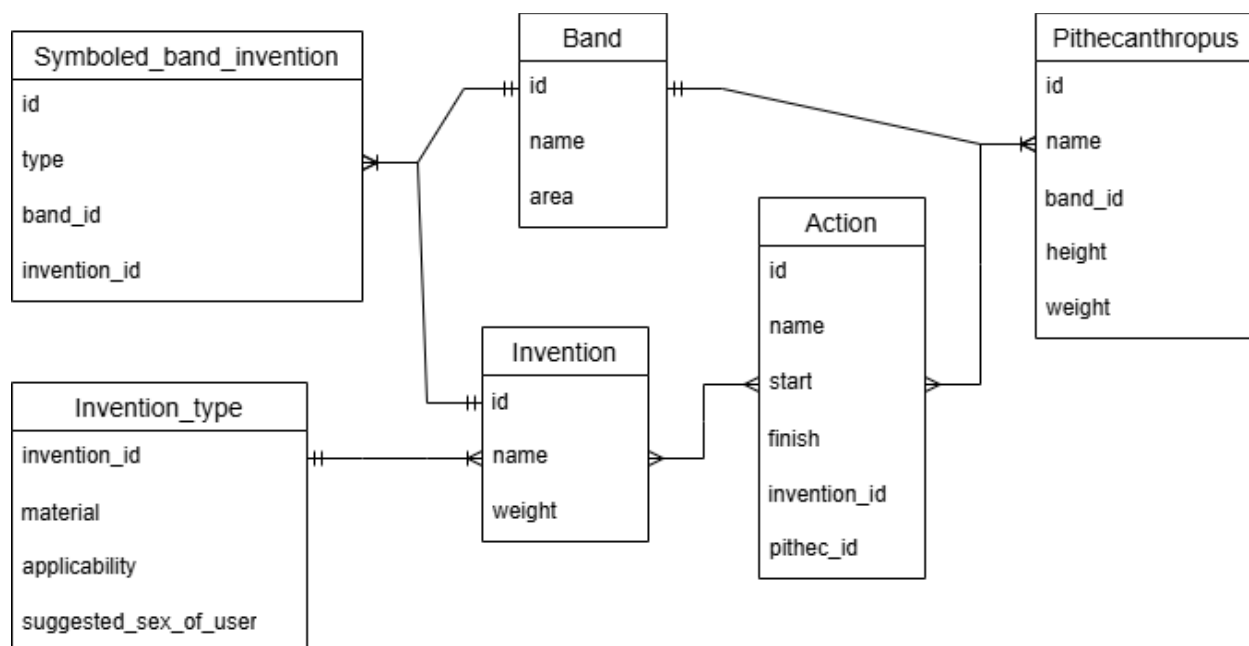 Symboled_band_invention
id
type
band_id
invention_id
Band
id
name
area
Pithecanthropus
id
name
band_id
height
weight
Action
id
name
start
finish
invention_id
pithec_id
Invention
id
name
weight
Invention_type
invention_id
material
applicability
suggested_sex_of_user